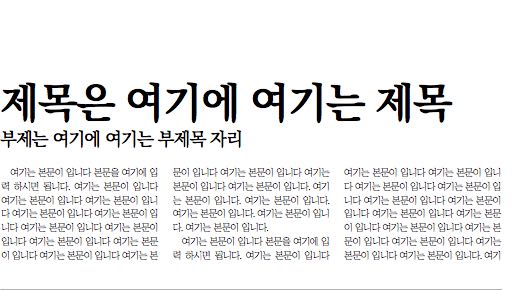 제목은 여기에 여기는 제목
부제는 여기에 여기는 부제목 자리
여기는 본문이 입니다 본문을 여기에 입
력 하시면 됩니다. 여기는 본문이 입니다
여기는 본문이 입니다 여기는 본문이 입니
다 여기는 본문이 입니다 여기는 본문이 입
니다 여기는 본문이 입니다 여기는 본문이
입니다 여기는 본문이 입니다 여기는 본문
이 입니다 여기는 본문이 입니다 여기는 본
문이 입니다 여기는 본문이 입니다 여기는
본문이 입니다 여기는 본문이 입니다. 여기
는 본문이 입니다. 여기는 본문이 입니다.
여기는 본문이 입니다. 여기는 본문이 입니
다. 여기는 본문이 입니다.
여기는 본문이 입니다 본문을 여기에 입
력 하시면 됩니다. 여기는 본문이 입니다
여기는 본문이 입니다 여기는 본문이 입니
다 여기는 본문이 입니다 여기는 본문이 입
니다 여기는 본문이 입니다 여기는 본문이
입니다 여기는 본문이 입니다 여기는 본문
이 입니다 여기는 본문이 입니다 여기는 본
문이 입니다 여기는 본문이 입니다 여기는
본문이 입니다 여기는 본문이 입니다. 여기